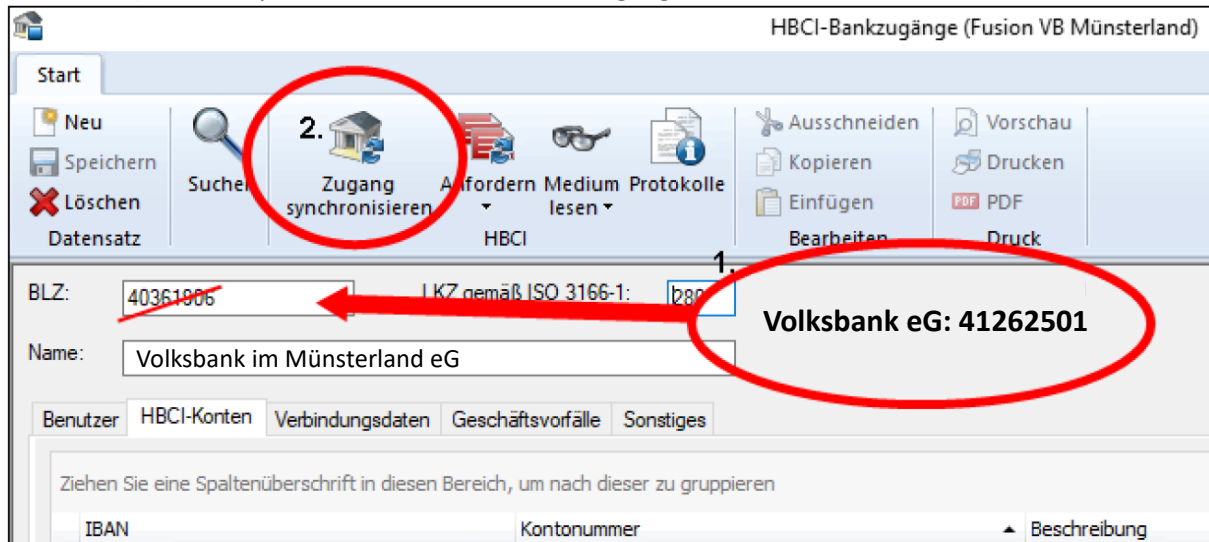 HBCI-Bankzugänge (Fusion VB Münsterland)
Start
Neu
Speichern
Löschen
Datensatz
Suchen
2.
Zugang
synchronisieren
Anfordern
Medium
lesen
Protokolle
HBCI
Ausschneiden
Kopieren
Einfügen
Bearbeiten
Vorschau
Drucken
PDF
PDF
Druck
1.
BLZ: 40361906 LKZ gemäß ISO 3166-1: 280
Volksbank eG: 41262501
Name: Volksbank im Münsterland eG
Benutzer HBCI-Konten Verbindungsdaten Geschäftsvorfälle Sonstiges
Ziehen Sie eine Spaltenüberschrift in diesen Bereich, um nach dieser zu gruppieren
IBAN Kontonummer Beschreibung